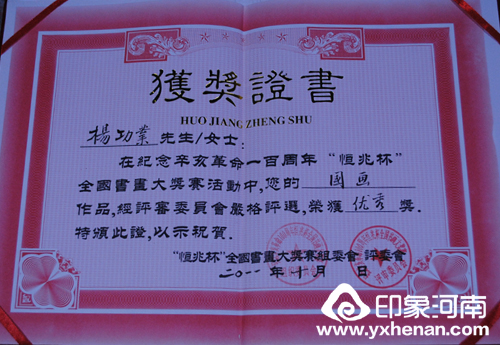 獲獎證書
HUO JIANG ZHENG SHU
楊功業 先生/女士:
在紀念辛亥革命一百周年“恒兆杯”
全國書畫大獎賽活動中,您的 國画
作品,經評審委員會嚴格評選,榮獲 优秀 獎.
特頒此證,以示祝賀.
“恒兆杯”全國書畫大獎賽組委會 評委會
二〇一一年十月 日
印象河南
www.yxhenan.com